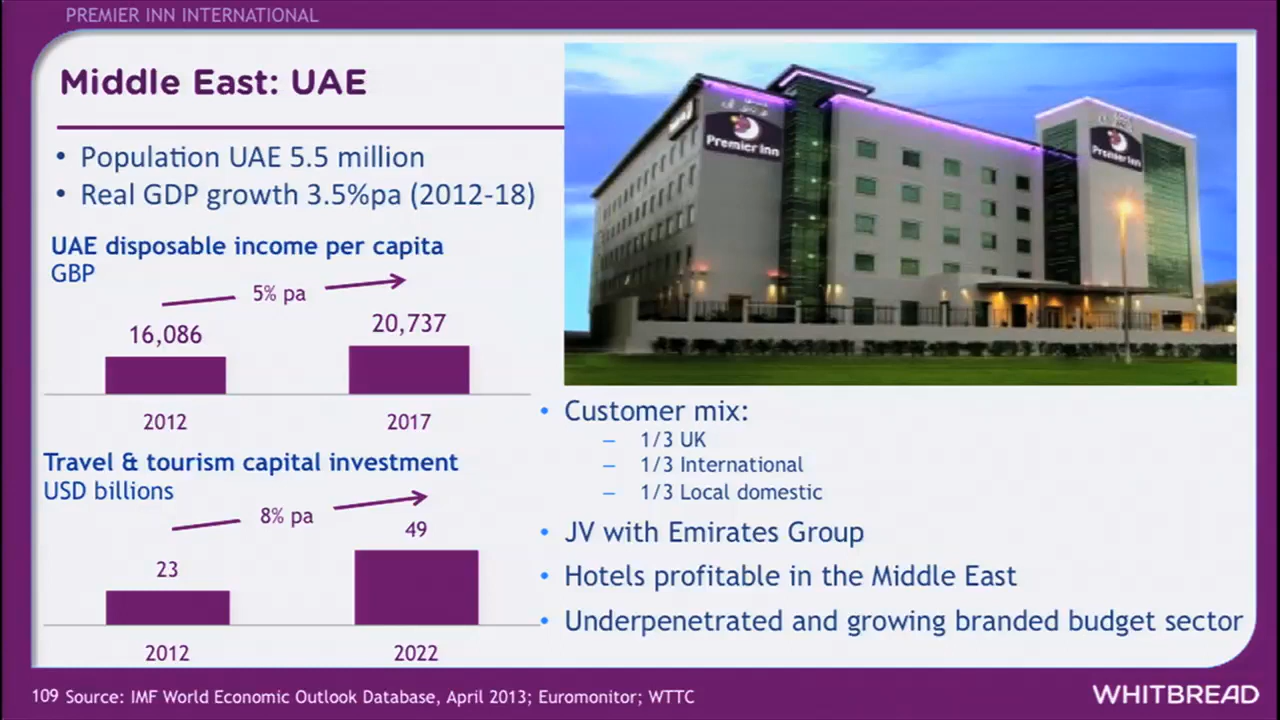 PREMIER INN INTERNATIONAL
Middle East: UAE
• Population UAE 5.5 million
• Real GDP growth 3.5%pa (2012-18)
UAE disposable income per capita
GBP
5% pa
16,086
20,737
2012
2017
Travel & tourism capital investment
USD billions
8% pa
23
49
2012
2022
Premier Inn
Premier Inn
• Customer mix:
– 1/3 UK
– 1/3 International
– 1/3 Local domestic
• JV with Emirates Group
• Hotels profitable in the Middle East
• Underpenetrated and growing branded budget sector
109 Source: IMF World Economic Outlook Database, April 2013; Euromonitor; WTTC
WHITBREAD